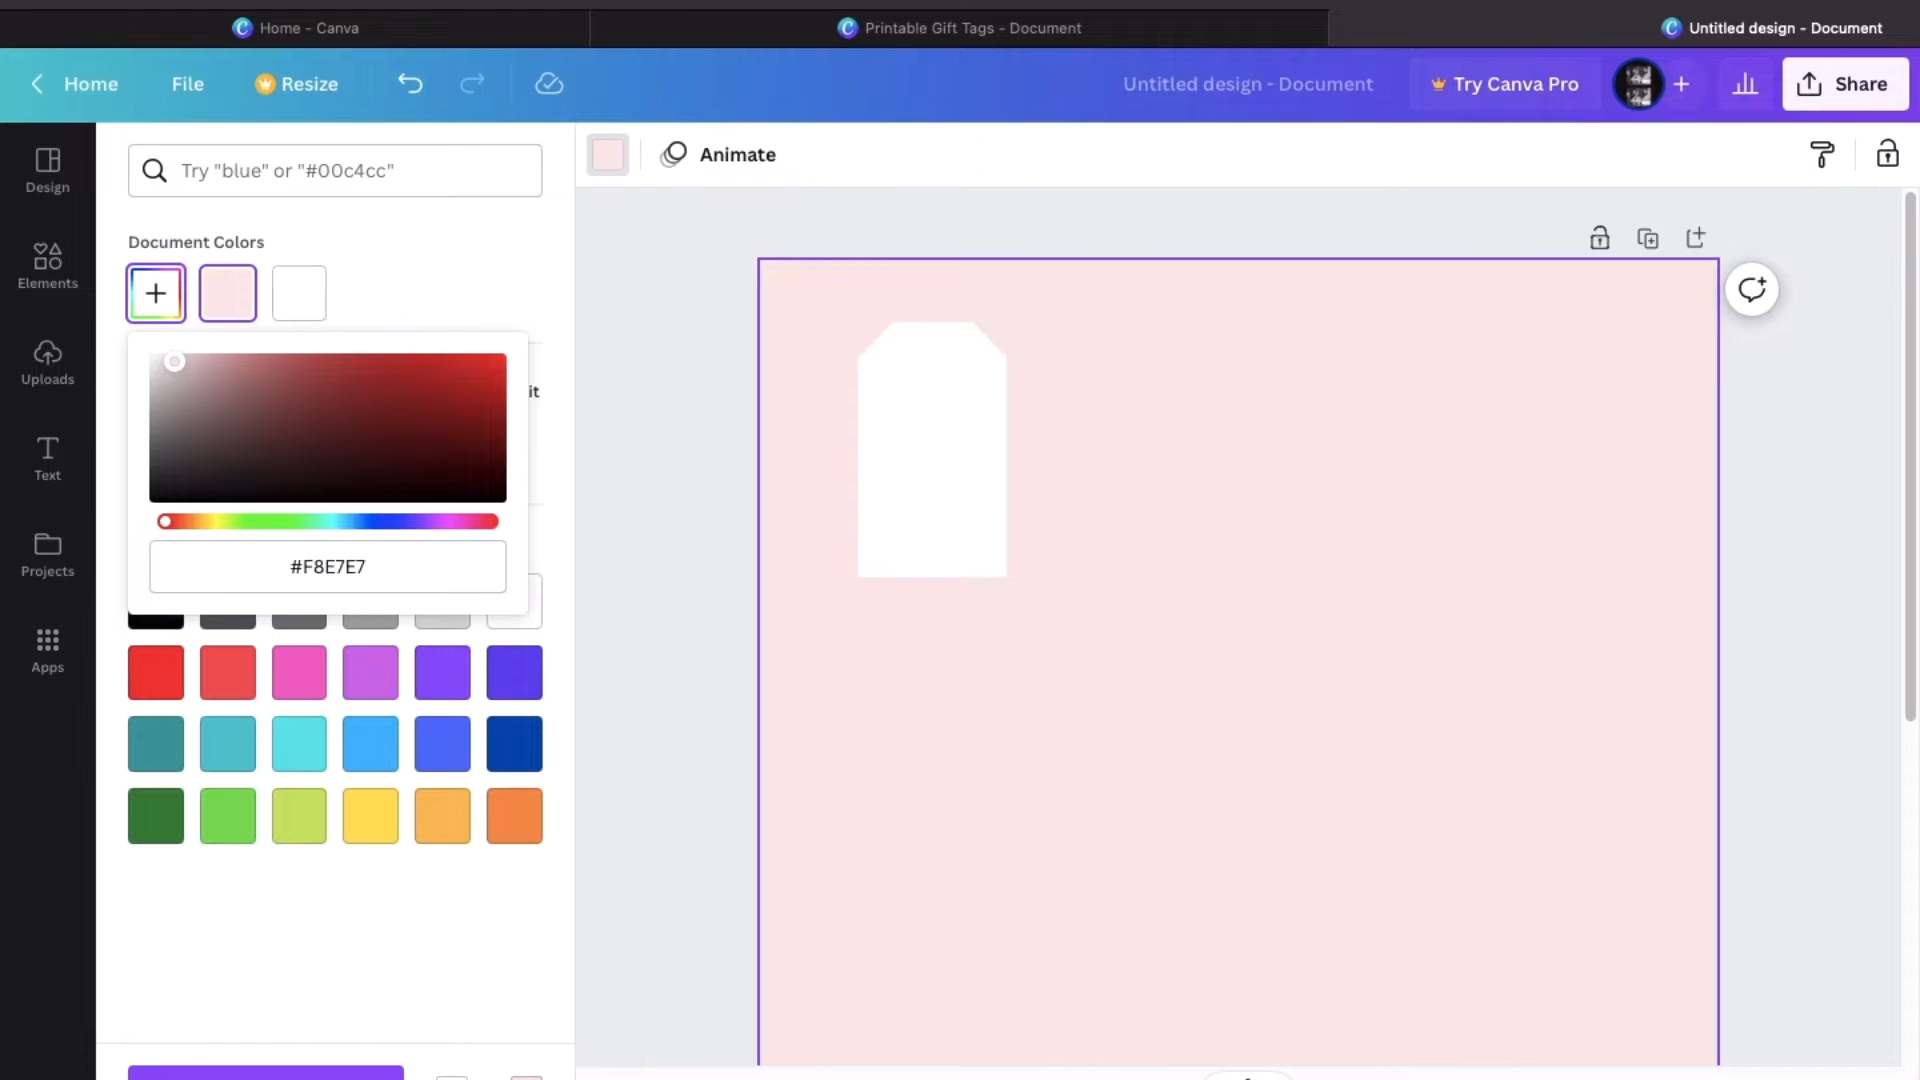 Home - Canva
Printable Gift Tags - Document
Untitled design - Document
Home
File
Resize
Untitled design - Document
Try Canva Pro
Share
Design
Elements
Uploads
Text
Projects
Apps
Try "blue" or "#00c4cc"
Animate
Document Colors
it
#F8E7E7